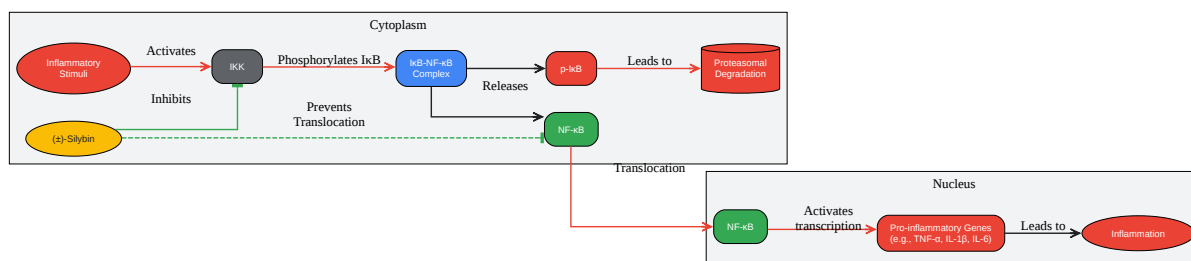 Cytoplasm
Inflammatory
Stimuli
Activates
IKK
Phosphorylates IκB
IκB-NF-κB
Complex
Releases
p-IκB
Leads to
Proteasomal
Degradation
Inhibits
Prevents
Translocation
(±)-Silybin
NF-κB
Translocation
Nucleus
NF-κB
Activates
transcription
Pro-inflammatory Genes
(e.g., TNF-α, IL-1β, IL-6)
Leads to
Inflammation